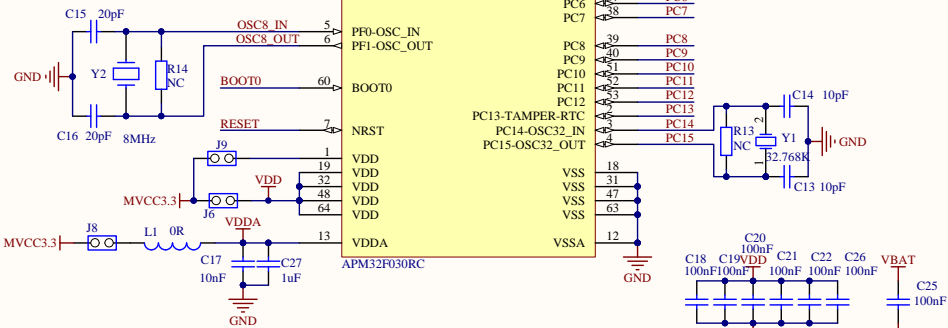 PC6
38 PC7
PC7
C15 20pF
OSC8_IN 5 PF0-OSC_IN
OSC8_OUT 6 PF1-OSC_OUT
PC8 39 PC8
PC9 40 PC9
PC10 51 PC10
PC11 52 PC11
PC12 53 PC12
PC13-TAMPER-RTC 2 PC13
PC14-OSC32_IN 3 PC14
PC15-OSC32_OUT 4 PC15
GND
Y2
R14
NC
BOOT0 60 BOOT0
C16 20pF
8MHz
RESET 7 NRST
C14 10pF
R13
NC
2
Y1
1
32.768K
GND
C13 10pF
J9
1 VDD
19 VDD
32 VDD
48 VDD
64 VDD
VDD
MVCC3.3
J6
18 VSS
31 VSS
47 VSS
63 VSS
VDDA
MVCC3.3
J8
L1 0R
13 VDDA
VSSA 12
GND
APM32F030RC
C17
10nF
C27
1uF
GND
C20
100nF
C18 C19 VDD C21 C22 C26
100nF 100nF 100nF 100nF 100nF
VBAT
C25
100nF